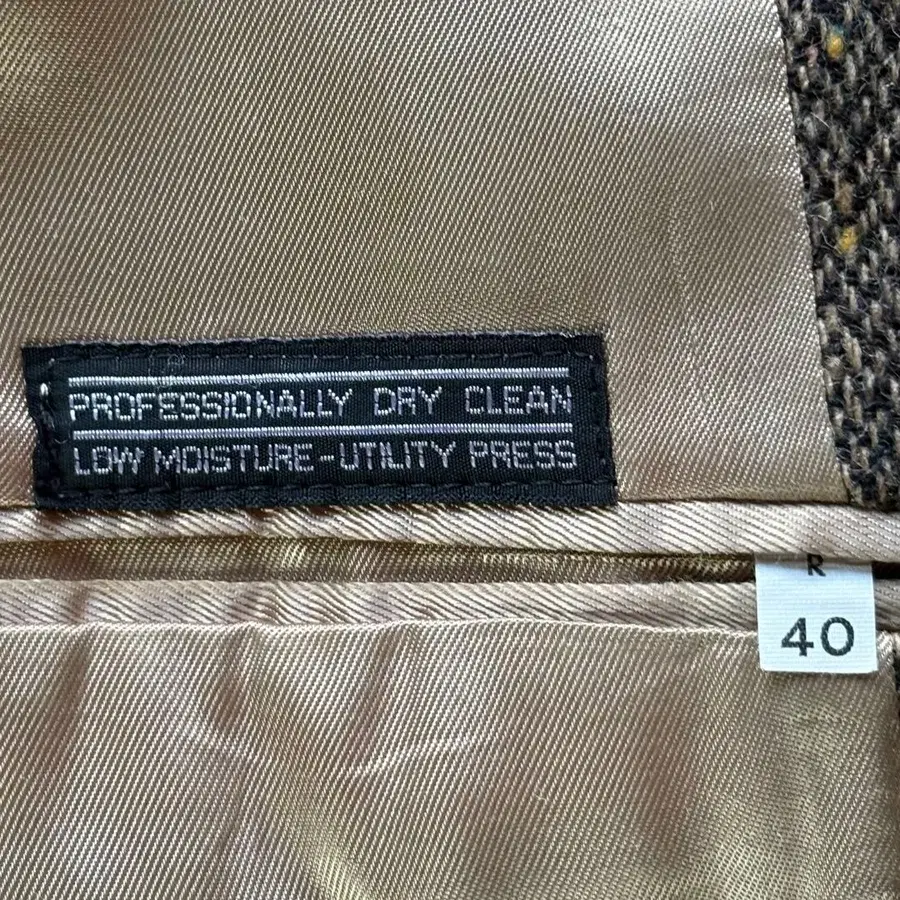 PROFESSIONALLY DRY CLEAN
LOW MOISTURE-UTILITY PRESS
R
40